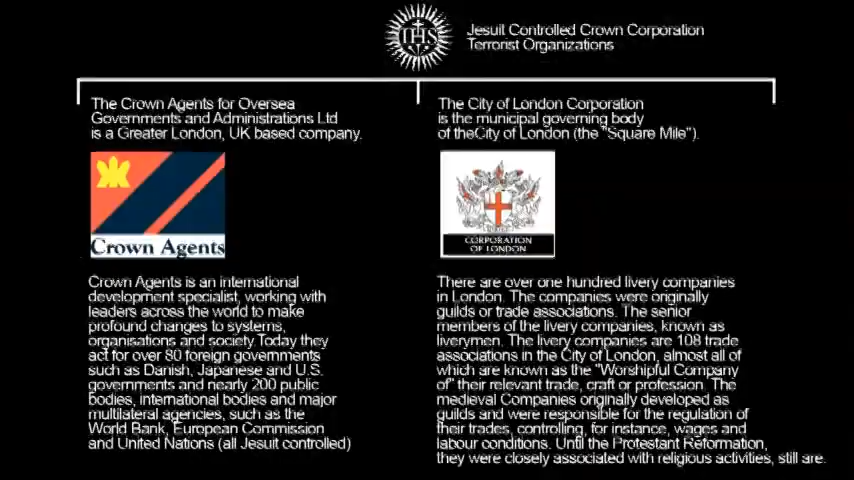 IHS
Jesuit Controlled Crown Corporation
Terrorist Organizations
The Crown Agents for Oversea
Governments and Administrations Ltd
is a Greater London, UK based company.
The City of London Corporation
is the municipal governing body
of theCity of London (the "Square Mile").
Crown Agents
CORPORATION
OF LONDON
Crown Agents is an international
development specialist, working with
leaders across the world to make
profound changes to systems,
organisations and society.Today they
act for over 80 foreign governments
such as Danish, Japanese and U.S.
governments and nearly 200 public
bodies, international bodies and major
multilateral agencies, such as the
World Bank, European Commission
and United Nations (all Jesuit controlled)
There are over one hundred livery companies
in London. The companies were originally
guilds or trade associations. The senior
members of the livery companies, known as
liverymen. The livery companies are 108 trade
associations in the City of London, almost all of
which are known as the "Worshipful Company
of" their relevant trade, craft or profession. The
medieval Companies originally developed as
guilds and were responsible for the regulation of
their trades, controlling, for instance, wages and
labour conditions. Until the Protestant Reformation,
they were closely associated with religious activities, still are.